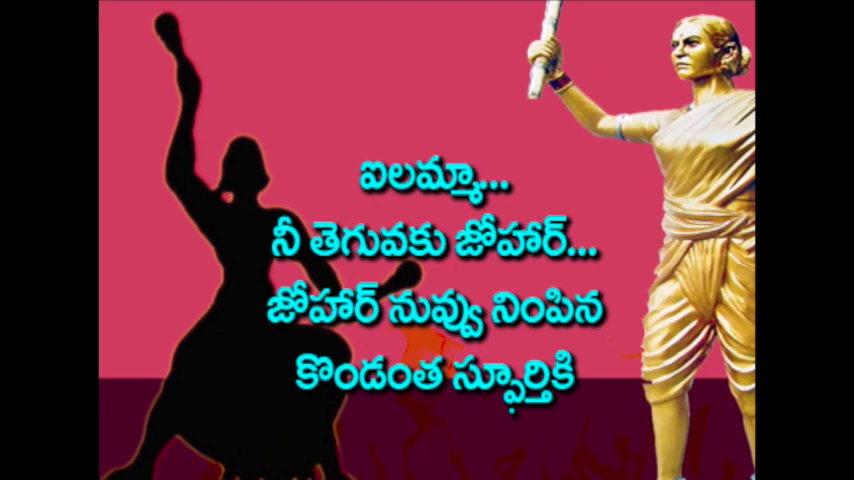 ఐలమ్మా...
నీ తెగువకు జోహార్...
జోహార్ నువ్వు నింపిన
కొండంత స్ఫూర్తికి